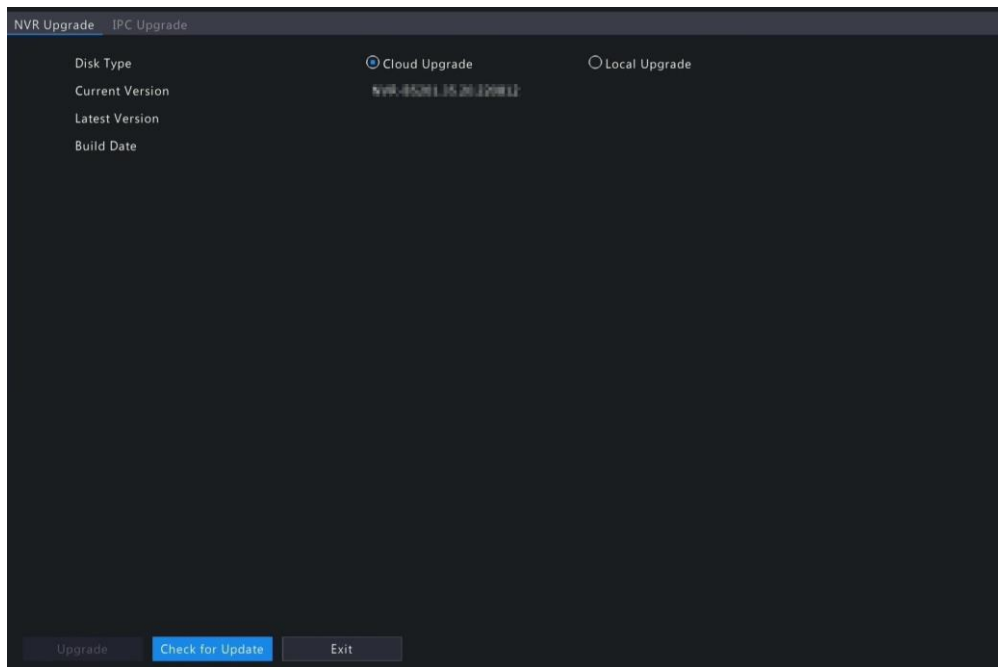 NVR Upgrade IPC Upgrade
Disk Type Cloud Upgrade Local Upgrade
Current Version
Latest Version
Build Date
Upgrade Check for Update Exit